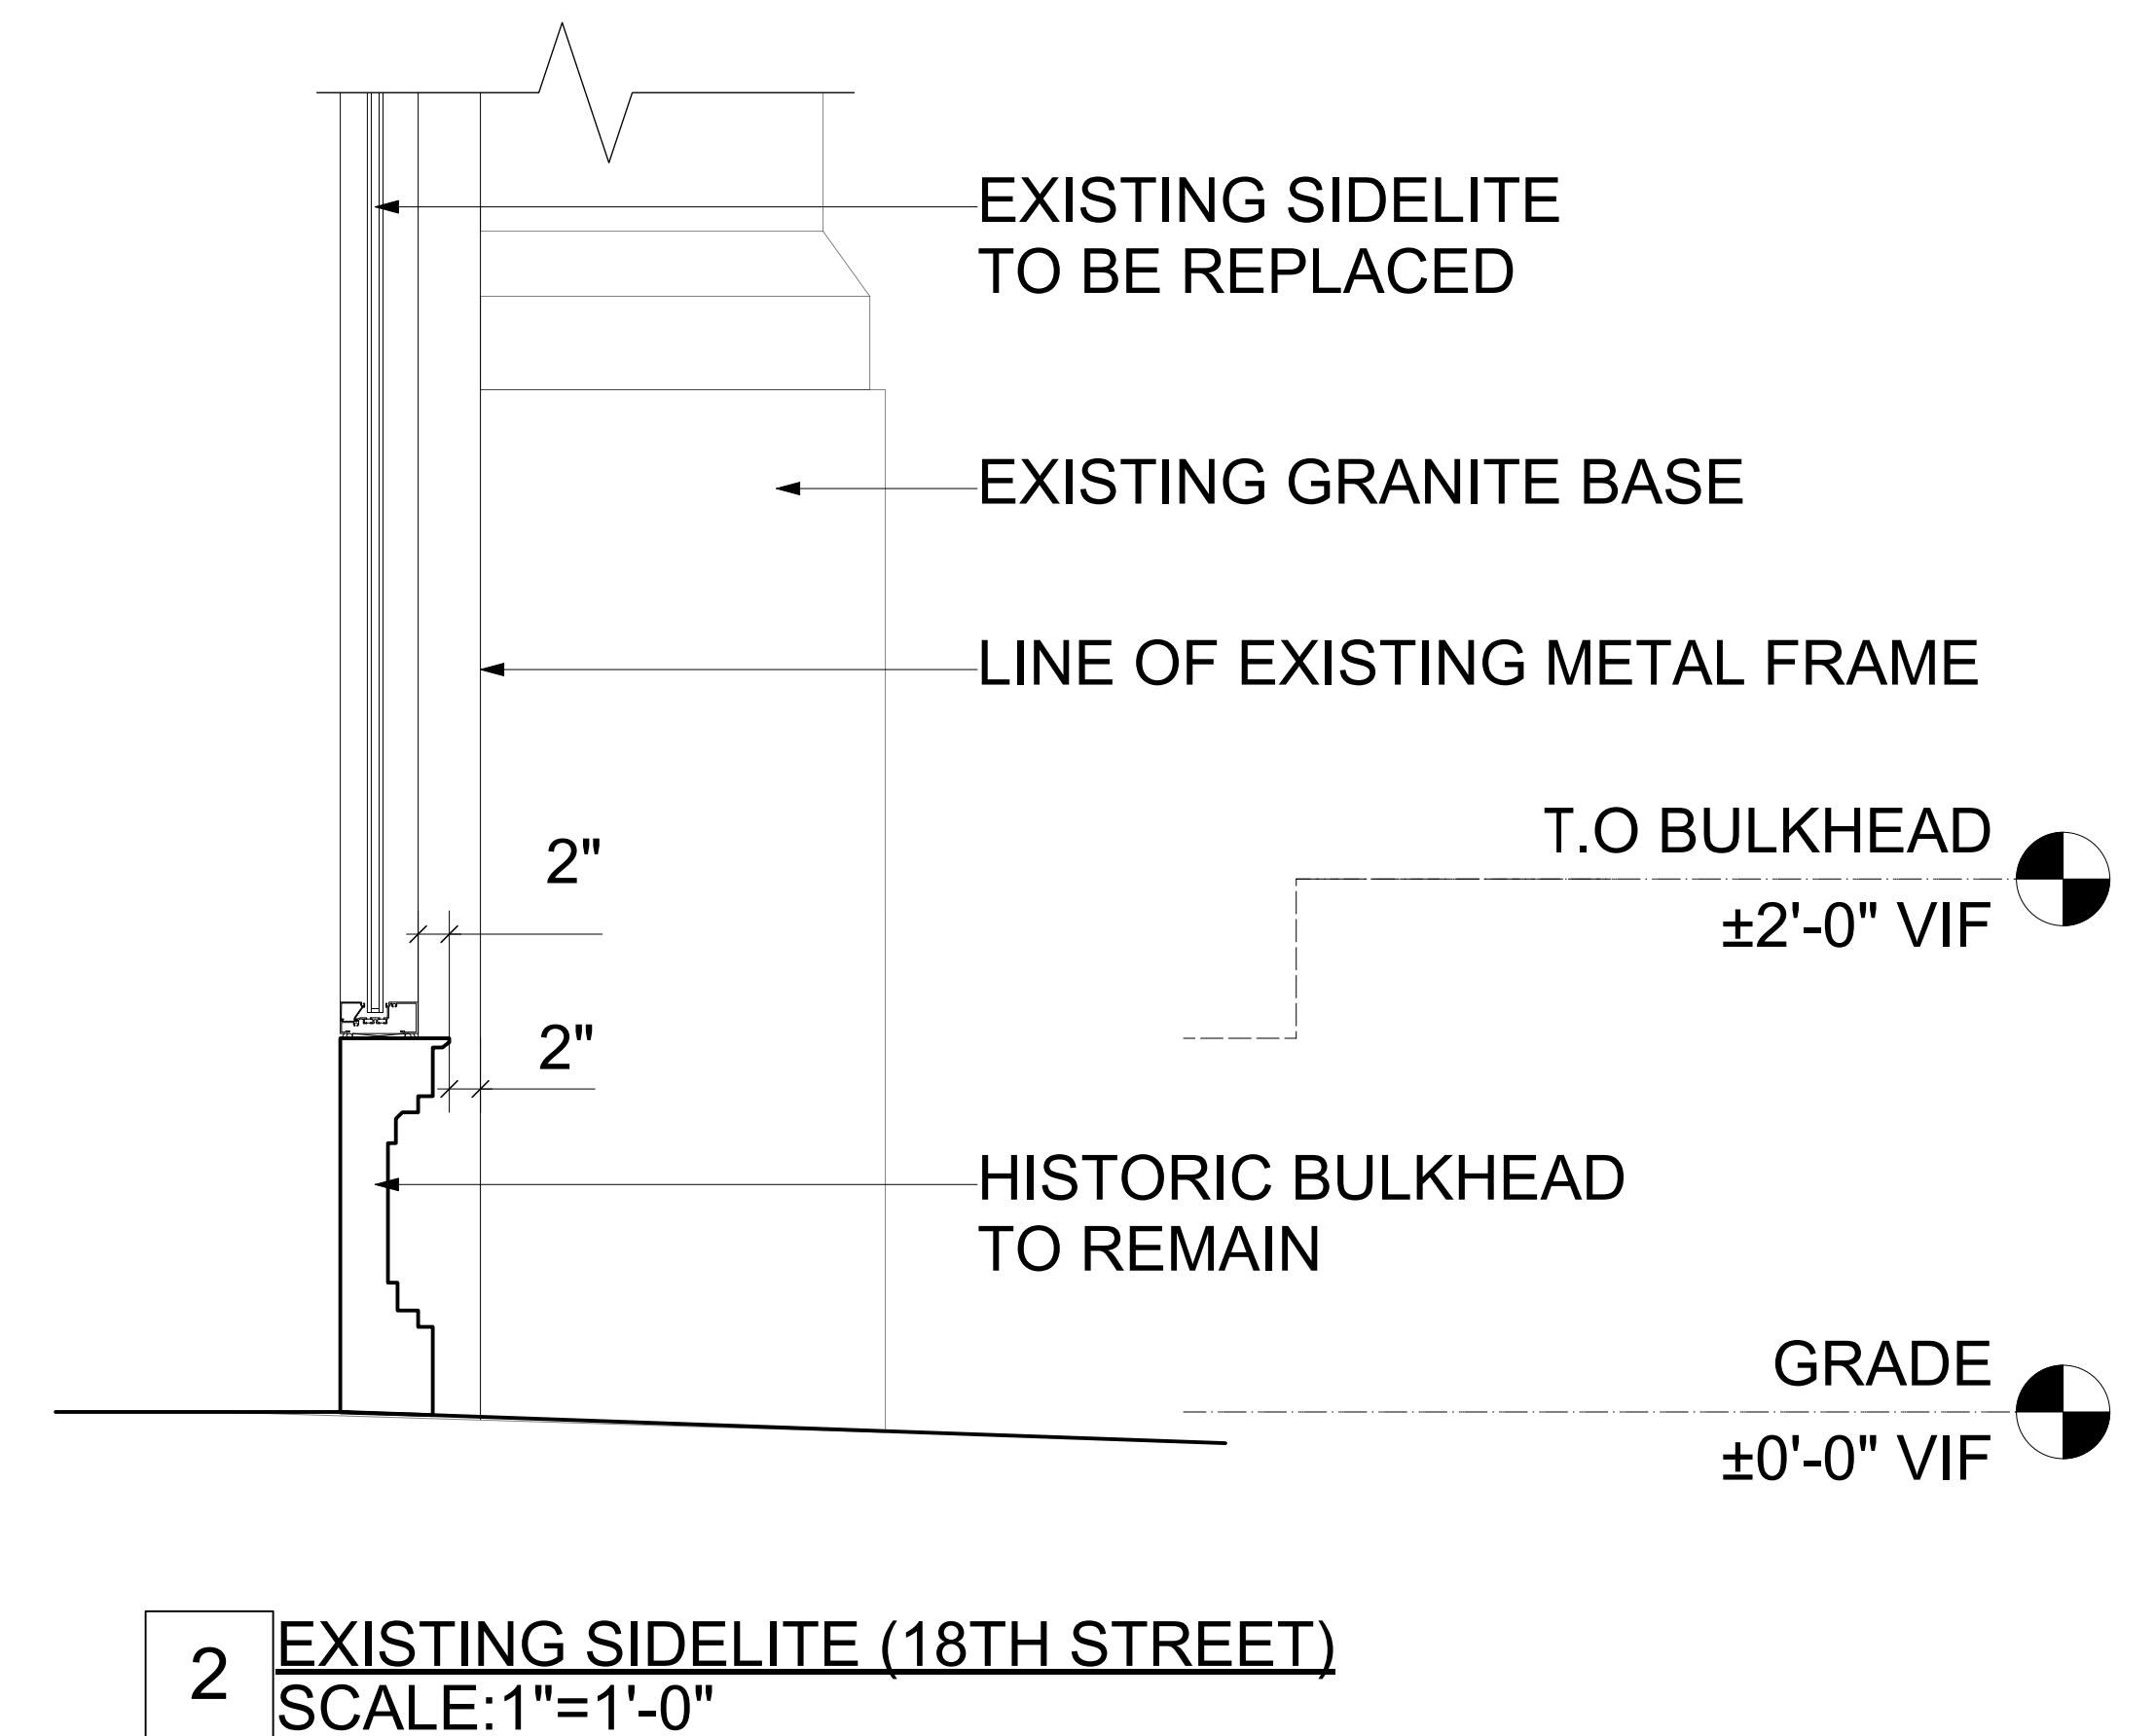 EXISTING SIDELITE
TO BE REPLACED
EXISTING GRANITE BASE
LINE OF EXISTING METAL FRAME
T.O BULKHEAD
±2'-0" VIF
2"
2"
HISTORIC BULKHEAD
TO REMAIN
GRADE
±0'-0" VIF
2
EXISTING SIDELITE (18TH STREET)
SCALE:1"=1'-0"